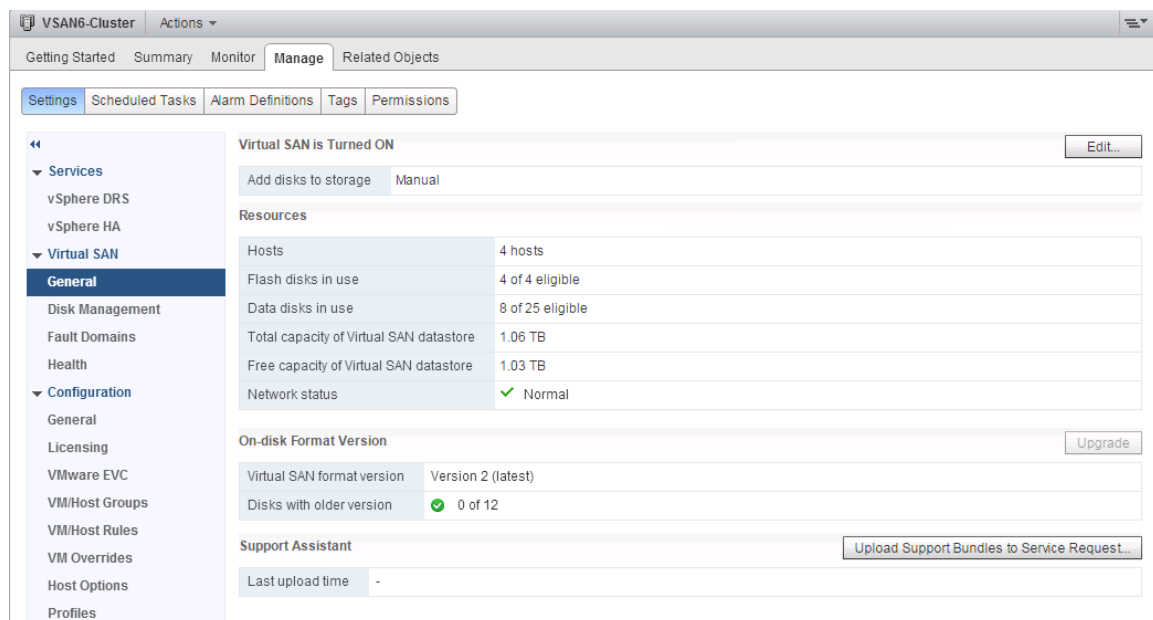 VSAN6-Cluster Actions
Getting Started Summary Monitor Manage Related Objects
Settings Scheduled Tasks Alarm Definitions Tags Permissions
Services
vSphere DRS
vSphere HA
Virtual SAN
General
Disk Management
Fault Domains
Health
Configuration
General
Licensing
VMware EVC
VM/Host Groups
VM/Host Rules
VM Overrides
Host Options
Profiles
Virtual SAN is Turned ON Edit...
Add disks to storage Manual
Resources
Hosts 4 hosts
Flash disks in use 4 of 4 eligible
Data disks in use 8 of 25 eligible
Total capacity of Virtual SAN datastore 1.06 TB
Free capacity of Virtual SAN datastore 1.03 TB
Network status Normal
On-disk Format Version Upgrade
Virtual SAN format version Version 2 (latest)
Disks with older version 0 of 12
Support Assistant Upload Support Bundles to Service Request...
Last upload time -